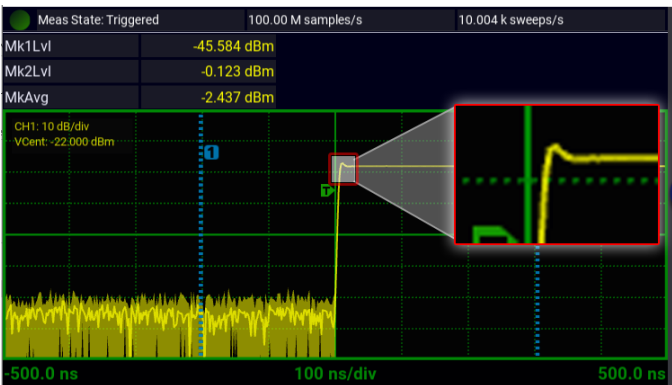 Meas State: Triggered 100.00 M samples/s 10.004 k sweeps/s
Mk1Lvl -45.584 dBm
Mk2Lvl -0.123 dBm
MkAvg -2.437 dBm
CH1: 10 dB/div
VCent: -22.000 dBm
1
T
-500.0 ns 100 ns/div 500.0 ns